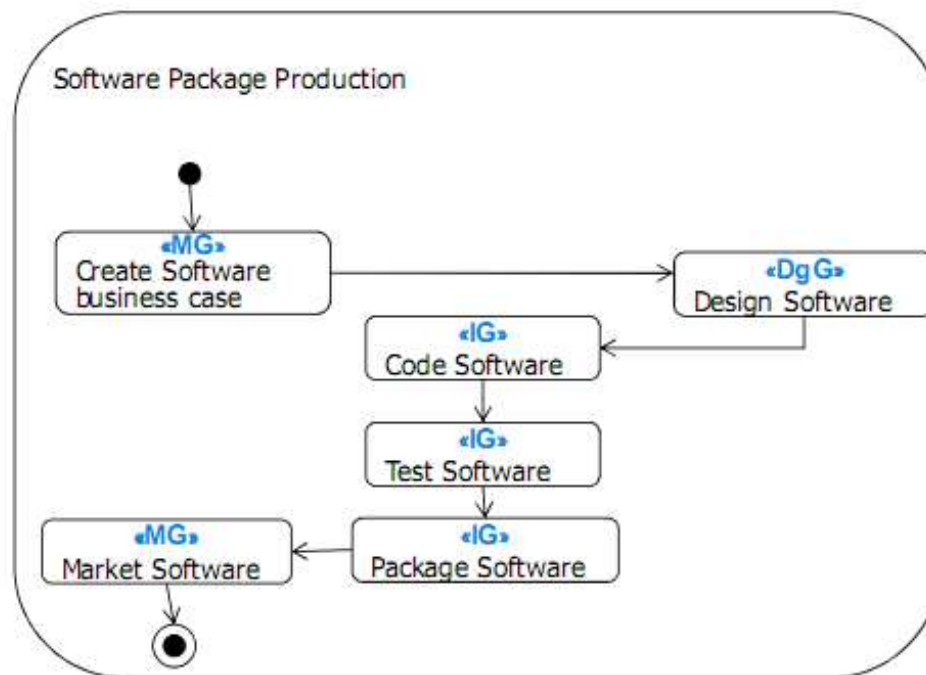 Software Package Production
«MG»
Create Software
business case
«DgG»
Design Software
«IG»
Code Software
«IG»
Test Software
«IG»
Package Software
«MG»
Market Software